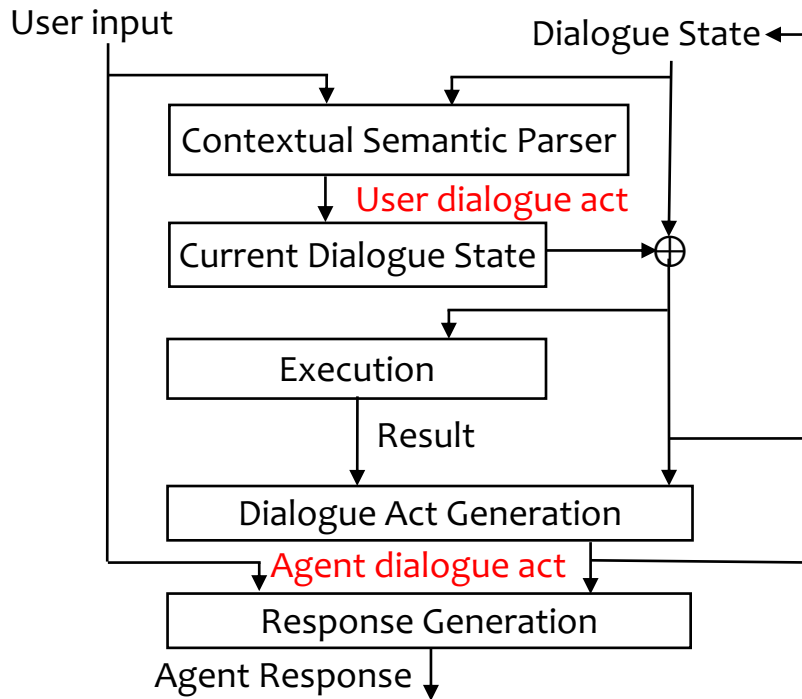 User input
Dialogue State
Contextual Semantic Parser
User dialogue act
Current Dialogue State
Execution
Result
Dialogue Act Generation
Agent dialogue act
Response Generation
Agent Response